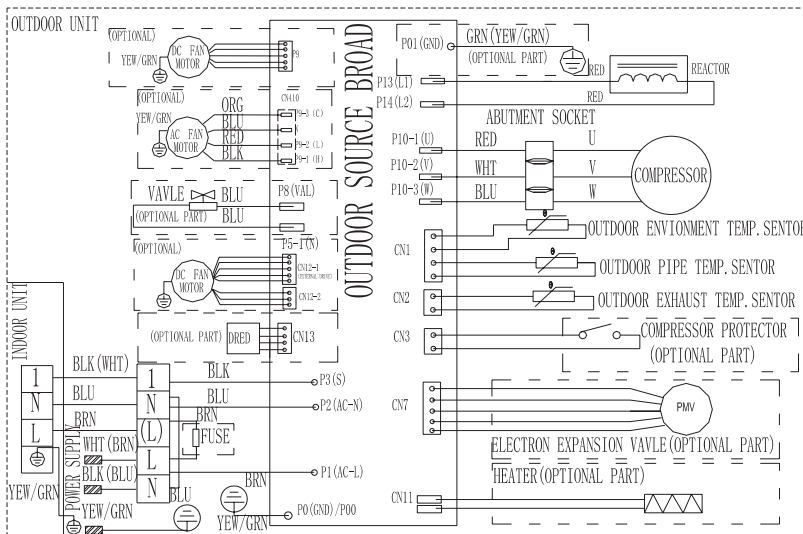 OUTDOOR UNIT
(OPTIONAL)
YEW/GRN
DC FAN
MOTOR
P9
(OPTIONAL)
YEW/GRN
AC FAN
MOTOR
ORG
BLU
RED
BLK
CN410
P9-3 (C)
N
P9-2 (L)
P9-1 (H)
VAVLE
BLU
(OPTIONAL PART)
BLU
P8(VAL)
P5-1(N)
(OPTIONAL)
DC FAN
MOTOR
CN12-1
CN12-2
(OPTIONAL PART)
DRED
CN13
OUTDOOR SOURCE BROAD
P01(GND)
GRN(YEW/GRN)
(OPTIONAL PART)
P13(L1)
RED
REACTOR
P14(L2)
RED
ABUTMENT SOCKET
P10-1(U)
RED
U
P10-2(V)
WHT
V
P10-3(W)
BLU
W
COMPRESSOR
CN1
θ
OUTDOOR ENVIONMENT TEMP.SENTOR
θ
OUTDOOR PIPE TEMP.SENTOR
CN2
θ
OUTDOOR EXHAUST TEMP.SENTOR
CN3
COMPRESSOR PROTECTOR
(OPTIONAL PART)
CN7
PMV
ELECTRON EXPANSION VAVLE(OPTIONAL PART)
HEATER(OPTIONAL PART)
CN11
INDOOR UNIT
1
N
L
BLK(WHT)
BLU
BRN
YEW/GRN
POWER SUPPLY
WHT(BRN)
BLK(BLU)
YEW/GRN
1
N
(L)
L
N
BLK
P3(S)
BLU
P2(AC-N)
BRN
FUSE
P1(AC-L)
BLU
BRN
YEW/GRN
P0(GND)/P00